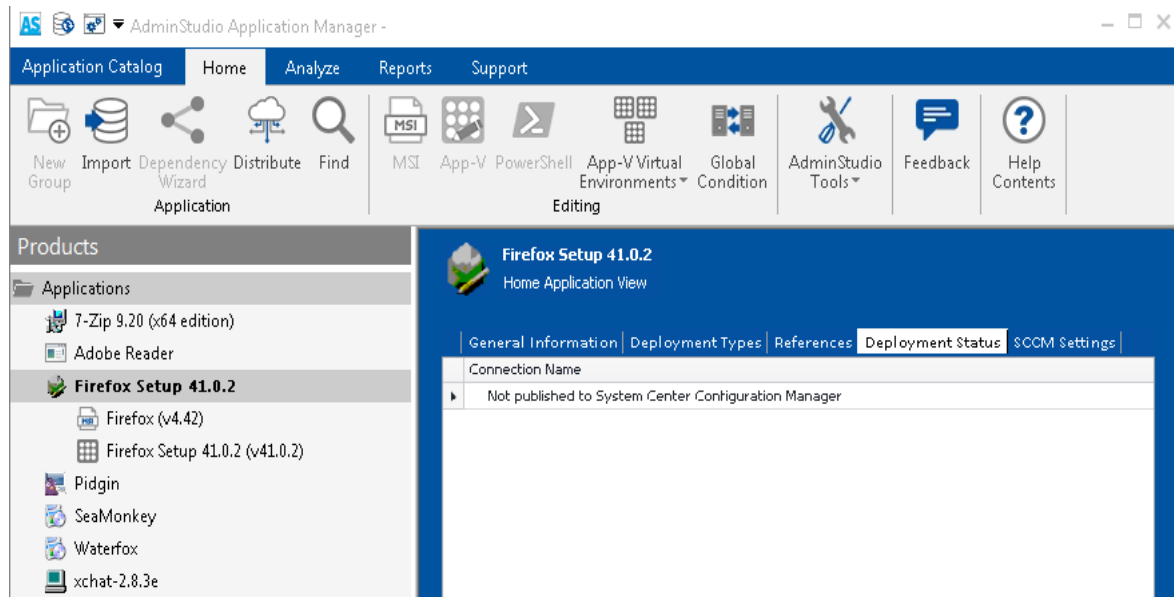 AS AdminStudio Application Manager -
Application Catalog Home Analyze Reports Support
New Group Import Dependency Wizard Distribute Find MSI MSI App-V PowerShell App-V Virtual Environments Global Condition AdminStudio Tools Feedback Help Contents
Application Editing
Products
Applications
7-Zip 9.20 (x64 edition)
Adobe Reader
Firefox Setup 41.0.2
Firefox (v4.42)
Firefox Setup 41.0.2 (v41.0.2)
Pidgin
SeaMonkey
Waterfox
xchat-2.8.3e
Firefox Setup 41.0.2
Home Application View
General Information Deployment Types References Deployment Status SCCM Settings
Connection Name
Not published to System Center Configuration Manager